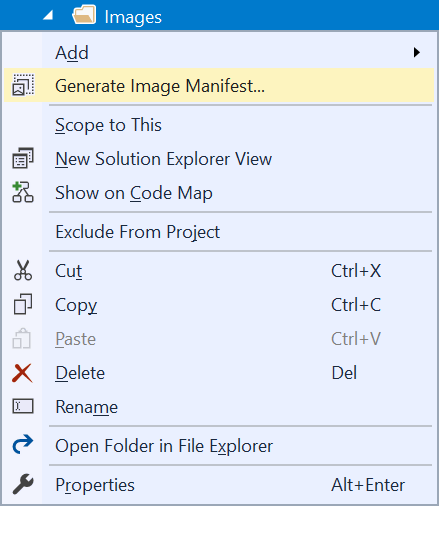 Images
Add
Generate Image Manifest...
Scope to This
New Solution Explorer View
Show on Code Map
Exclude From Project
Cut Ctrl+X
Copy Ctrl+C
Paste Ctrl+V
Delete Del
Rename
Open Folder in File Explorer
Properties Alt+Enter